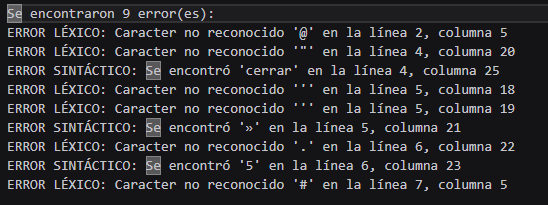 Se encontraron 9 error(es):
ERROR LÉXICO: Caracter no reconocido '@' en la línea 2, columna 5
ERROR LÉXICO: Caracter no reconocido '"' en la línea 4, columna 20
ERROR SINTÁCTICO: Se encontró 'cerrar' en la línea 4, columna 25
ERROR LÉXICO: Caracter no reconocido ''' en la línea 5, columna 18
ERROR LÉXICO: Caracter no reconocido ''' en la línea 5, columna 19
ERROR SINTÁCTICO: Se encontró '»' en la línea 5, columna 21
ERROR LÉXICO: Caracter no reconocido '.' en la línea 6, columna 22
ERROR SINTÁCTICO: Se encontró '5' en la línea 6, columna 23
ERROR LÉXICO: Caracter no reconocido '#' en la línea 7, columna 5